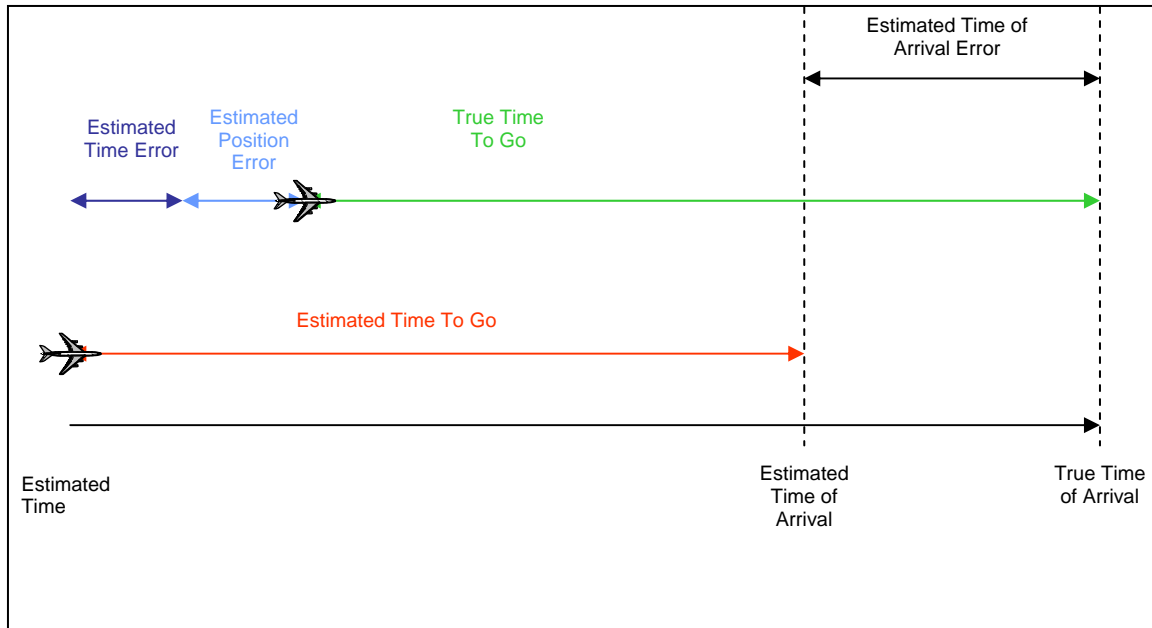 Estimated Time of
Arrival Error
Estimated
Time Error
Estimated
Position
Error
True Time
To Go
Estimated Time To Go
Estimated
Time
Estimated
Time of
Arrival
True Time
of Arrival